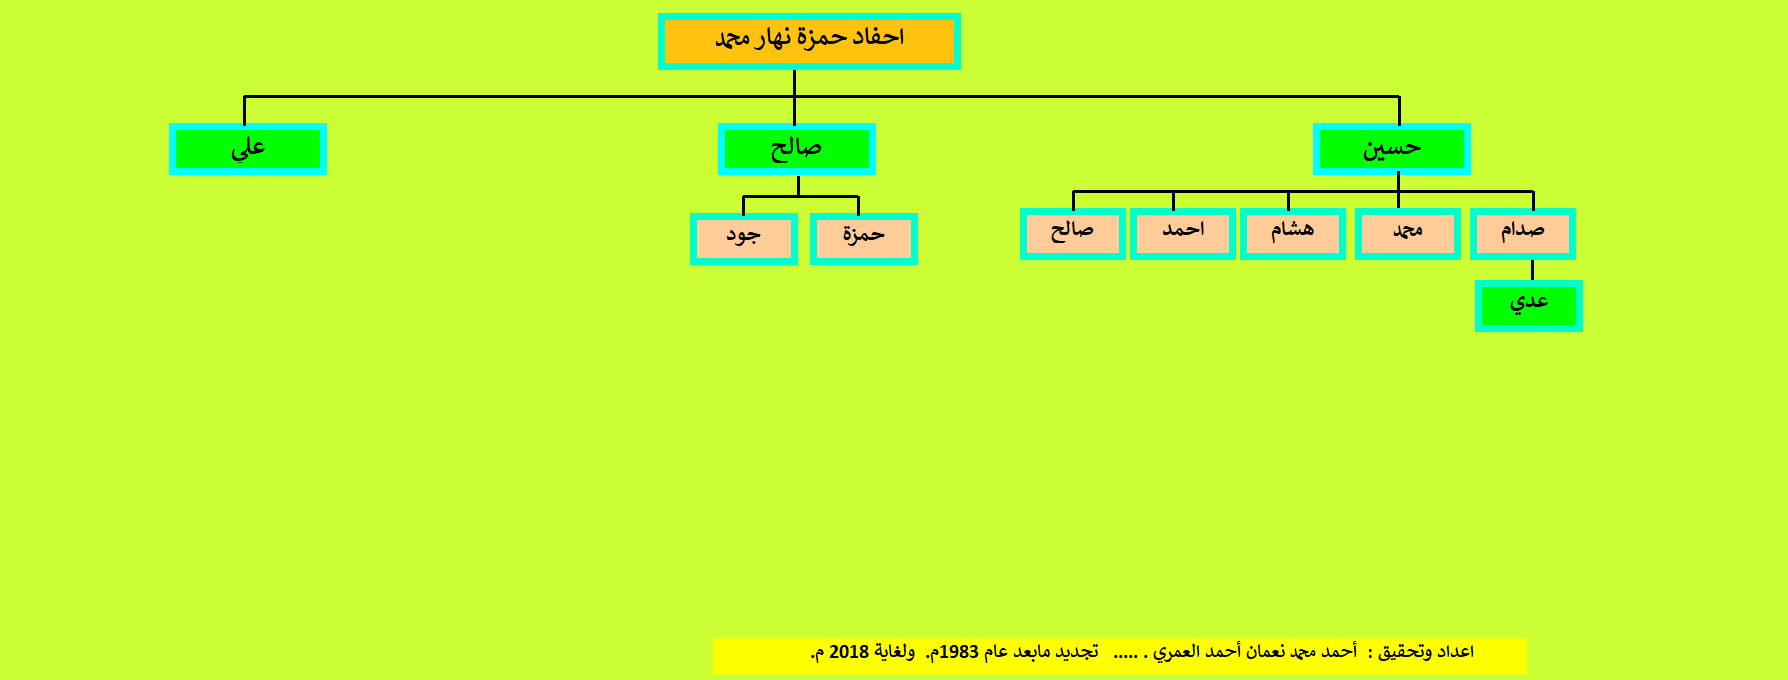 احفاد حمزة نهار محمد
حسين
صالح
علي
صدام
محمد
هشام
احمد
صالح
حمزة
جود
عدي
اعداد وتحقيق : أحمد محمد نعمان أحمد العمري . ..... تجديد مابعد عام 1983م. ولغاية 2018 م.